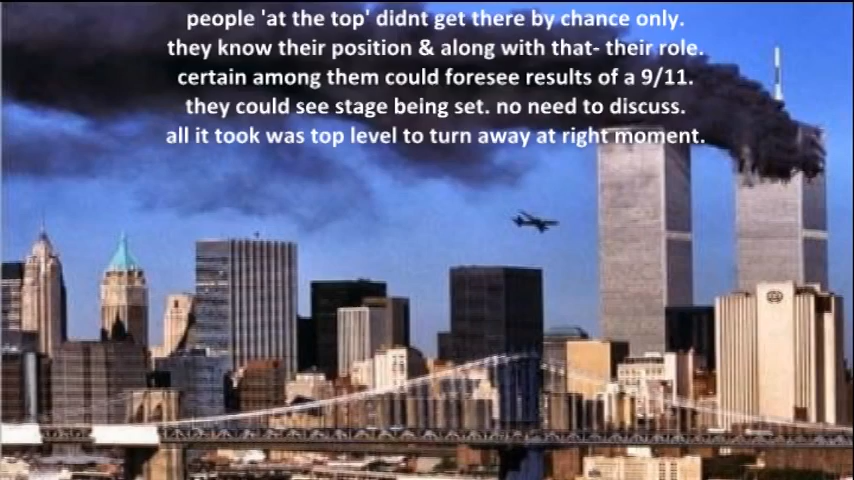 people 'at the top' didnt get there by chance only.
they know their position & along with that- their role.
certain among them could foresee results of a 9/11.
they could see stage being set. no need to discuss.
all it took was top level to turn away at right moment.